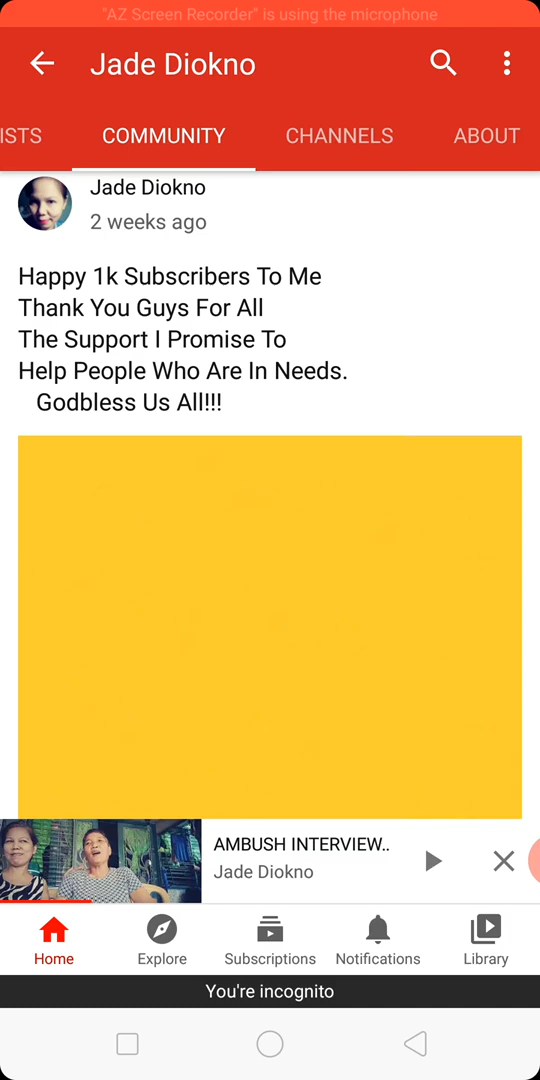 "AZ Screen Recorder" is using the microphone
Jade Diokno
ISTS COMMUNITY CHANNELS ABOUT
Jade Diokno
2 weeks ago
Happy 1k Subscribers To Me
Thank You Guys For All
The Support I Promise To
Help People Who Are In Needs.
Godbless Us All!!!
AMBUSH INTERVIEW..
Jade Diokno
Home Explore Subscriptions Notifications Library
You're incognito